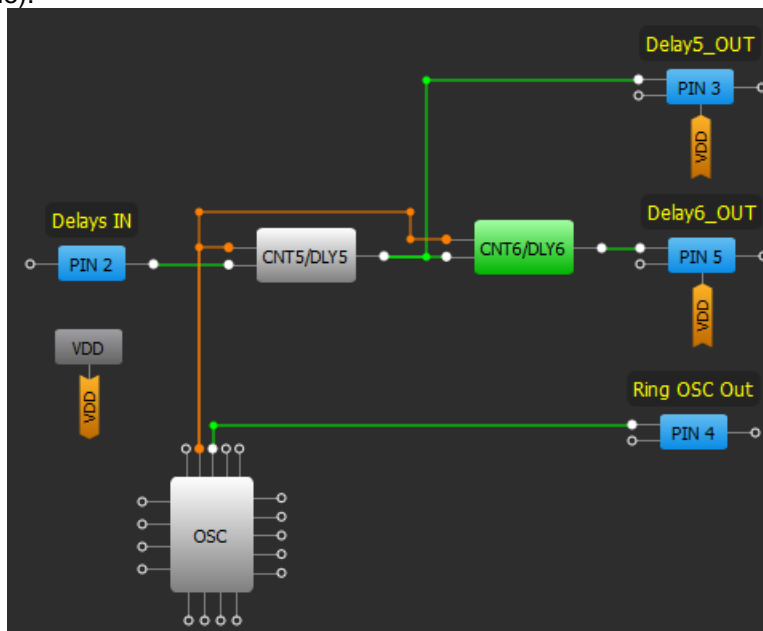 Delay5_OUT
PIN 3
VDD
Delays IN
Delay6_OUT
PIN 2
CNT5/DLY5
CNT6/DLY6
PIN 5
VDD
VDD
VDD
Ring OSC Out
PIN 4
OSC